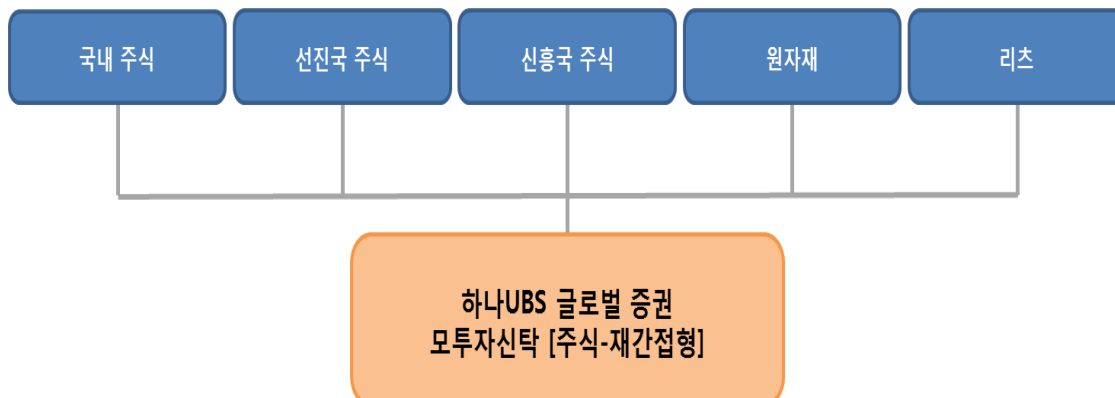 국내 주식
선진국 주식
신흥국 주식
원자재
리츠
하나UBS 글로벌 증권
모투자신탁 [주식-재간접형]